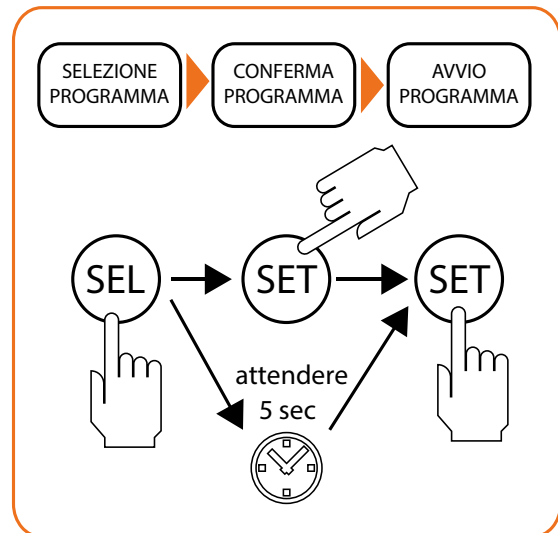 SELEZIONE
PROGRAMMA
CONFERMA
PROGRAMMA
AVVIO
PROGRAMMA
SEL
SET
SET
attendere
5 sec